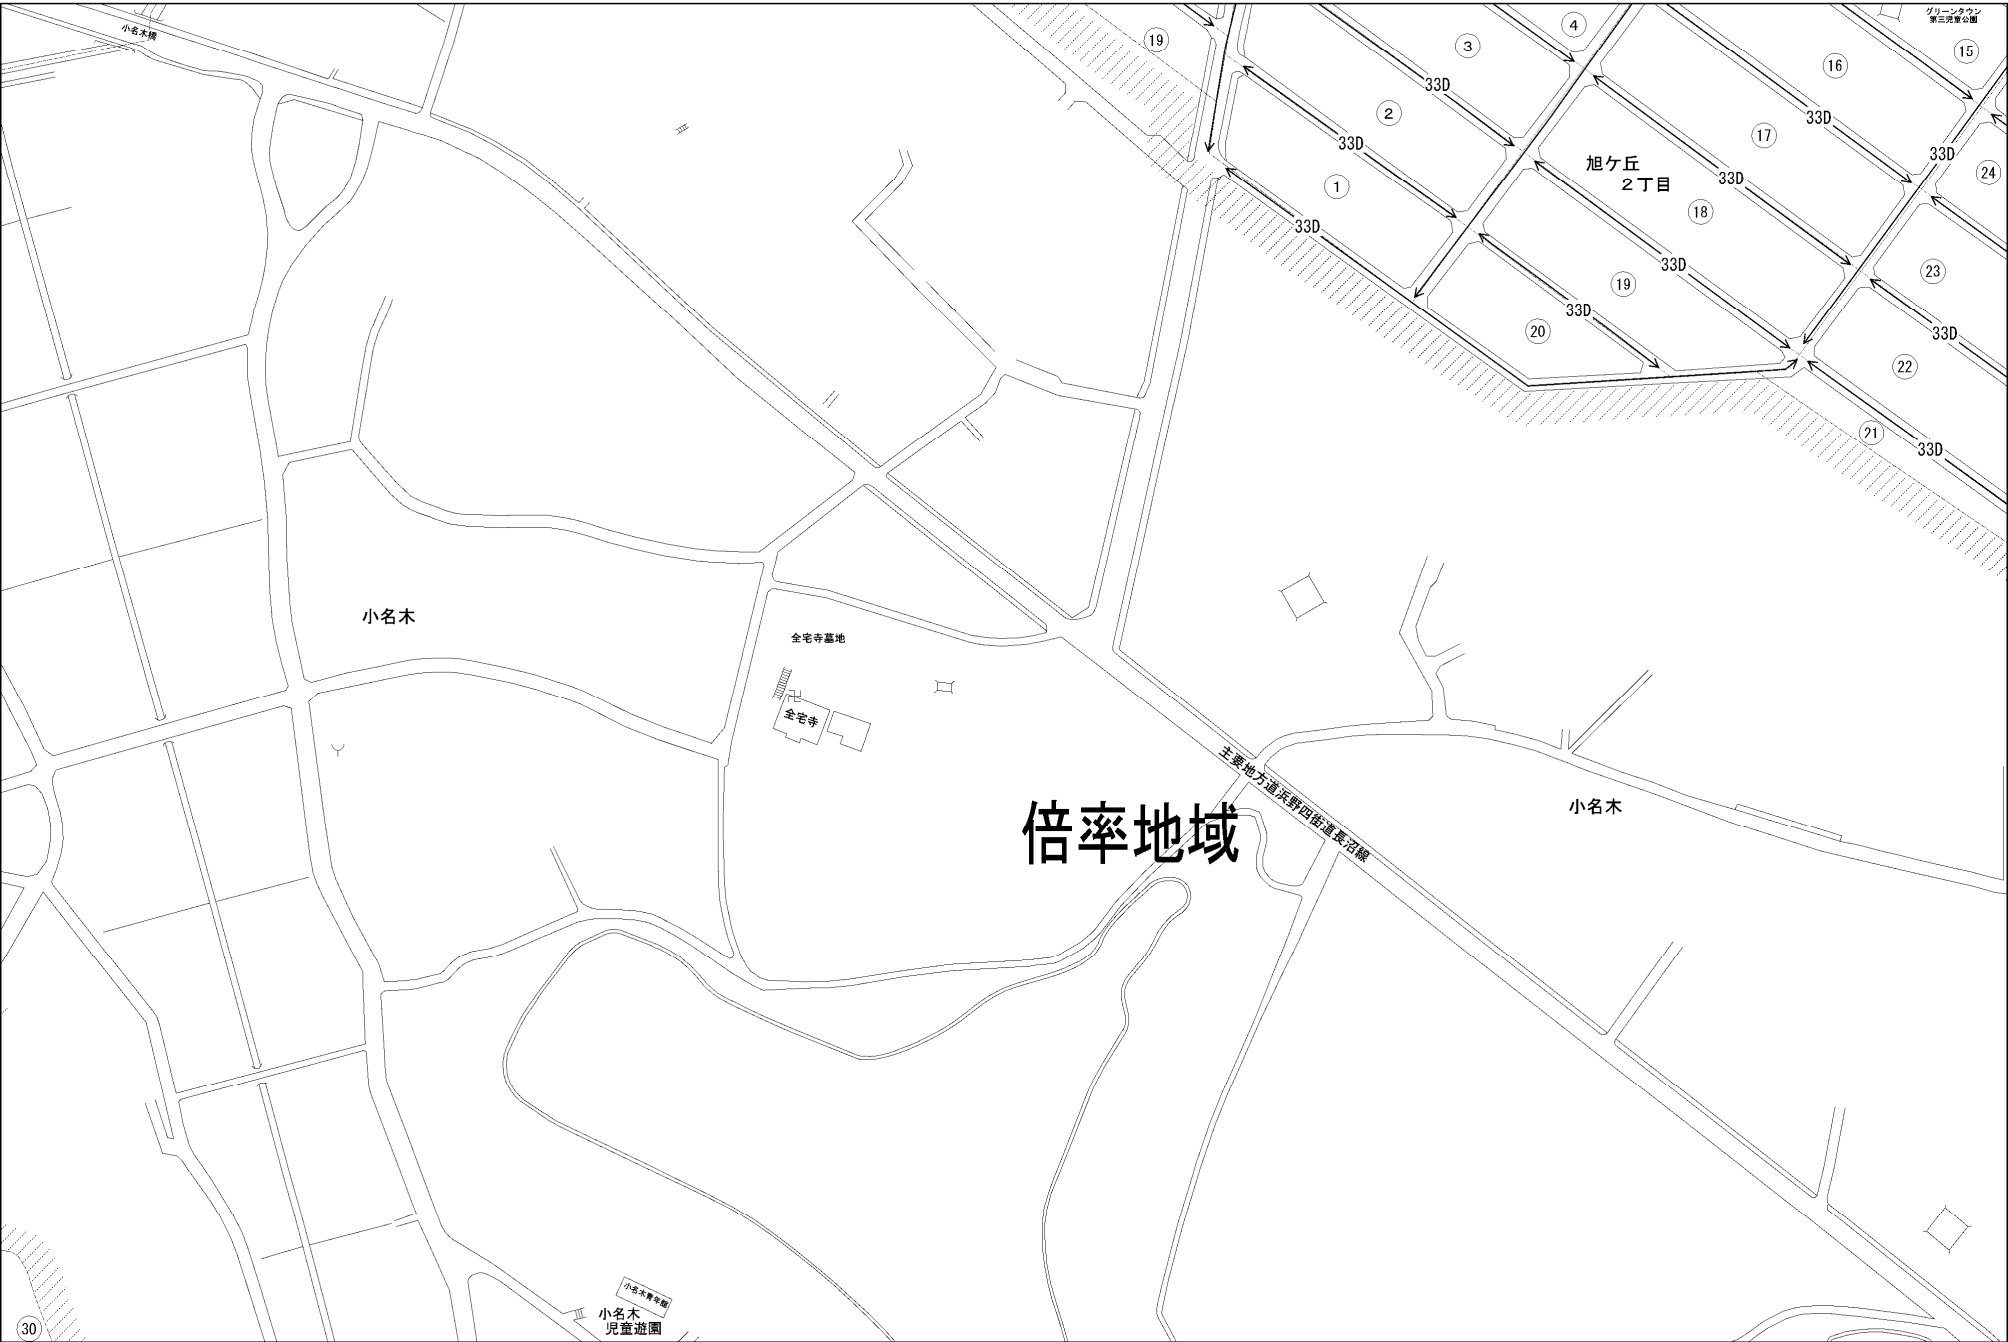 小名木橋
グリーンタウン
第三児童公園
19
3
4
16
15
33D
33D
2
33D
17
33D
24
1
旭ケ丘
2丁目
33D
18
33D
33D
19
33D
23
20
33D
33D
22
21
33D
小名木
全宅寺墓地
全宅寺
主要地方道浜野四街道長沼線
倍率地域
小名木
小名木青年館
小名木
児童遊園
30